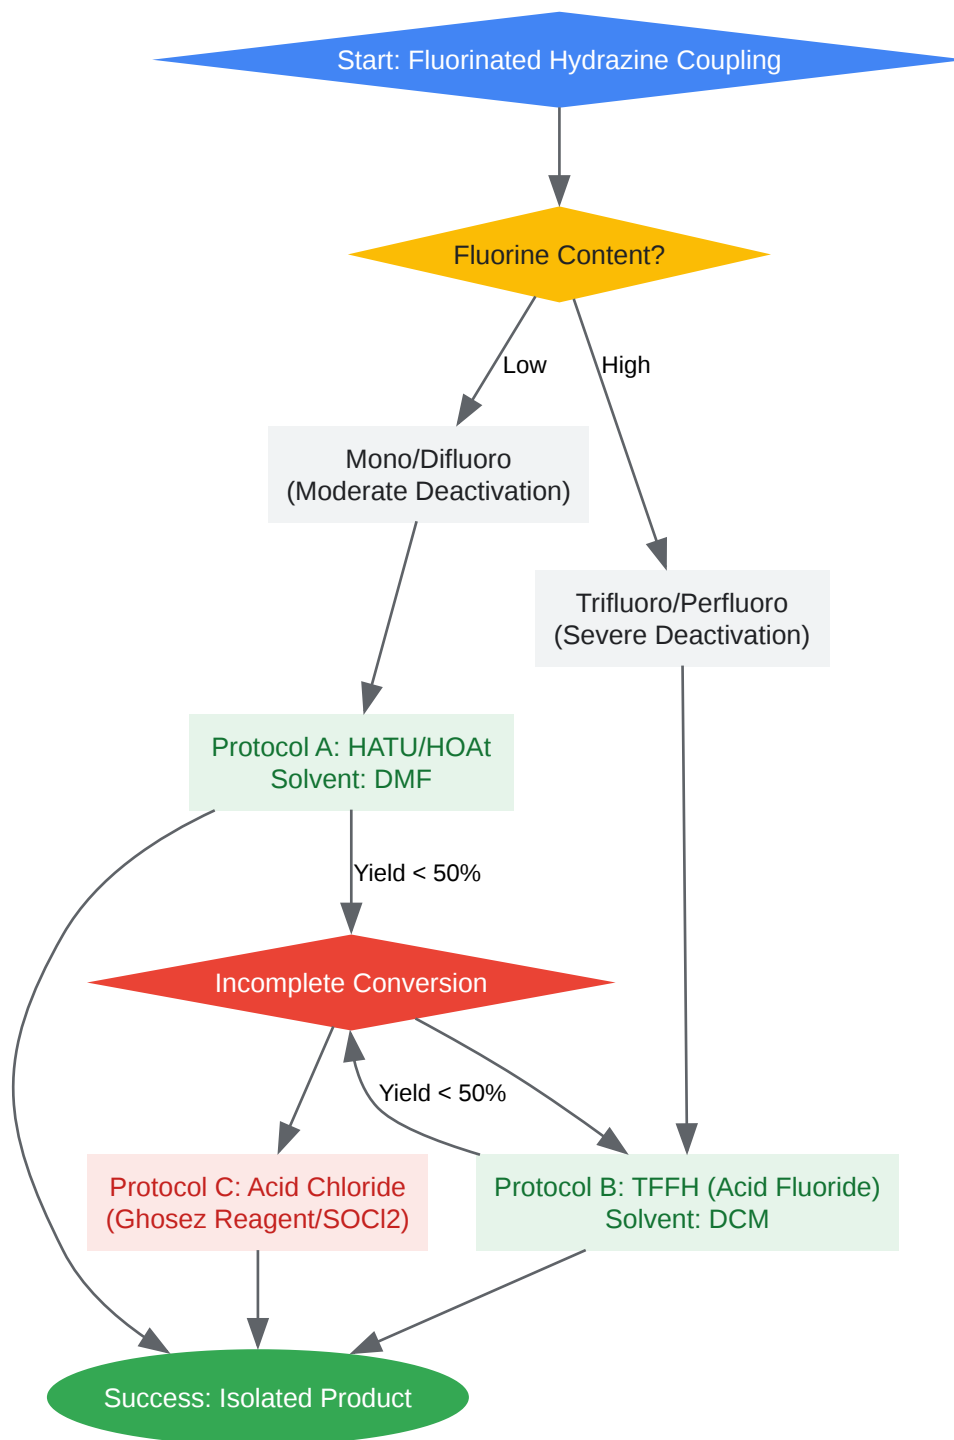 Start: Fluorinated Hydrazine Coupling
Fluorine Content?
Low
High
Mono/Difluoro
(Moderate Deactivation)
Trifluoro/Perfluoro
(Severe Deactivation)
Protocol A: HATU/HOAt
Solvent: DMF
Yield < 50%
Incomplete Conversion
Yield < 50%
Protocol C: Acid Chloride
(Ghosez Reagent/SOCl2)
Protocol B: TFFH (Acid Fluoride)
Solvent: DCM
Success: Isolated Product